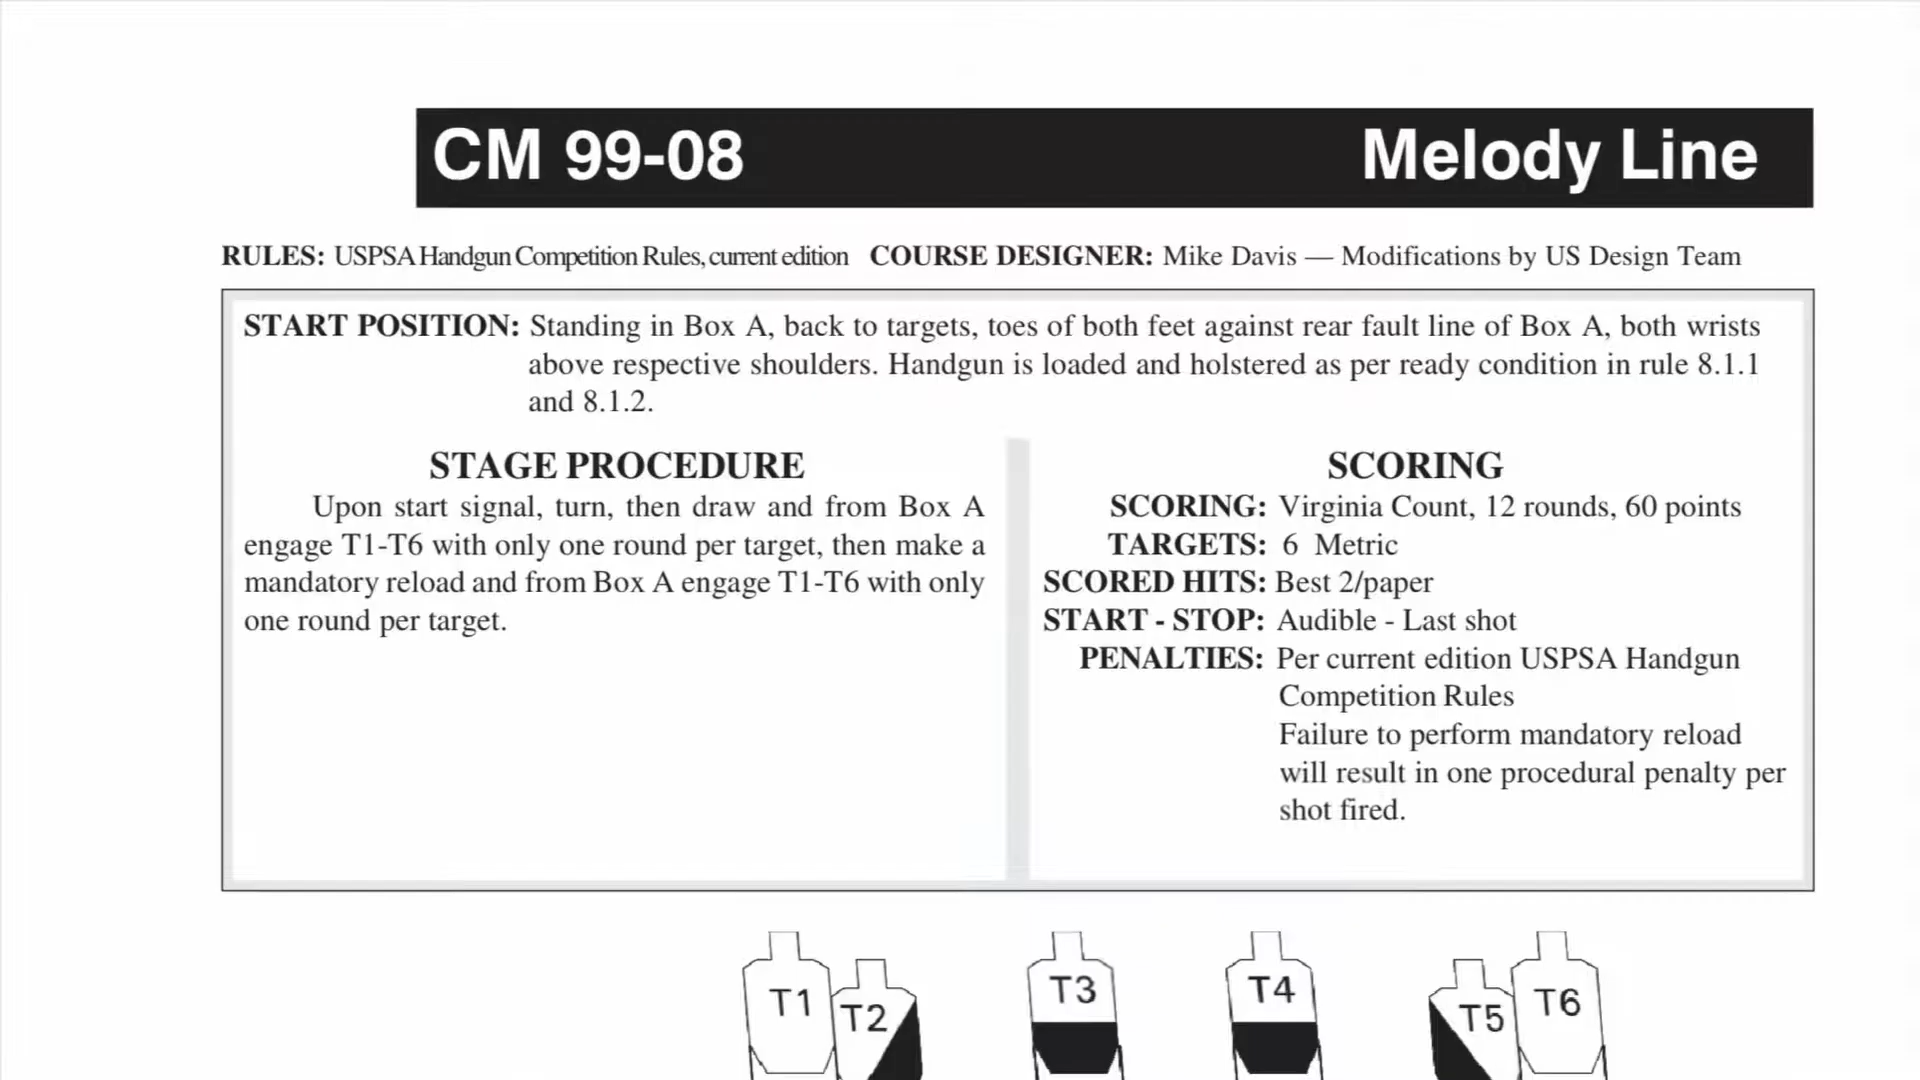 CM 99-08 Melody Line
RULES: USPSA Handgun Competition Rules, current edition COURSE DESIGNER: Mike Davis — Modifications by US Design Team
START POSITION: Standing in Box A, back to targets, toes of both feet against rear fault line of Box A, both wrists
above respective shoulders. Handgun is loaded and holstered as per ready condition in rule 8.1.1
and 8.1.2.
STAGE PROCEDURE
Upon start signal, turn, then draw and from Box A
engage T1-T6 with only one round per target, then make a
mandatory reload and from Box A engage T1-T6 with only
one round per target.
SCORING
SCORING: Virginia Count, 12 rounds, 60 points
TARGETS: 6 Metric
SCORED HITS: Best 2/paper
START - STOP: Audible - Last shot
PENALTIES: Per current edition USPSA Handgun
Competition Rules
Failure to perform mandatory reload
will result in one procedural penalty per
shot fired.
T1 T2 T3 T4 T5 T6